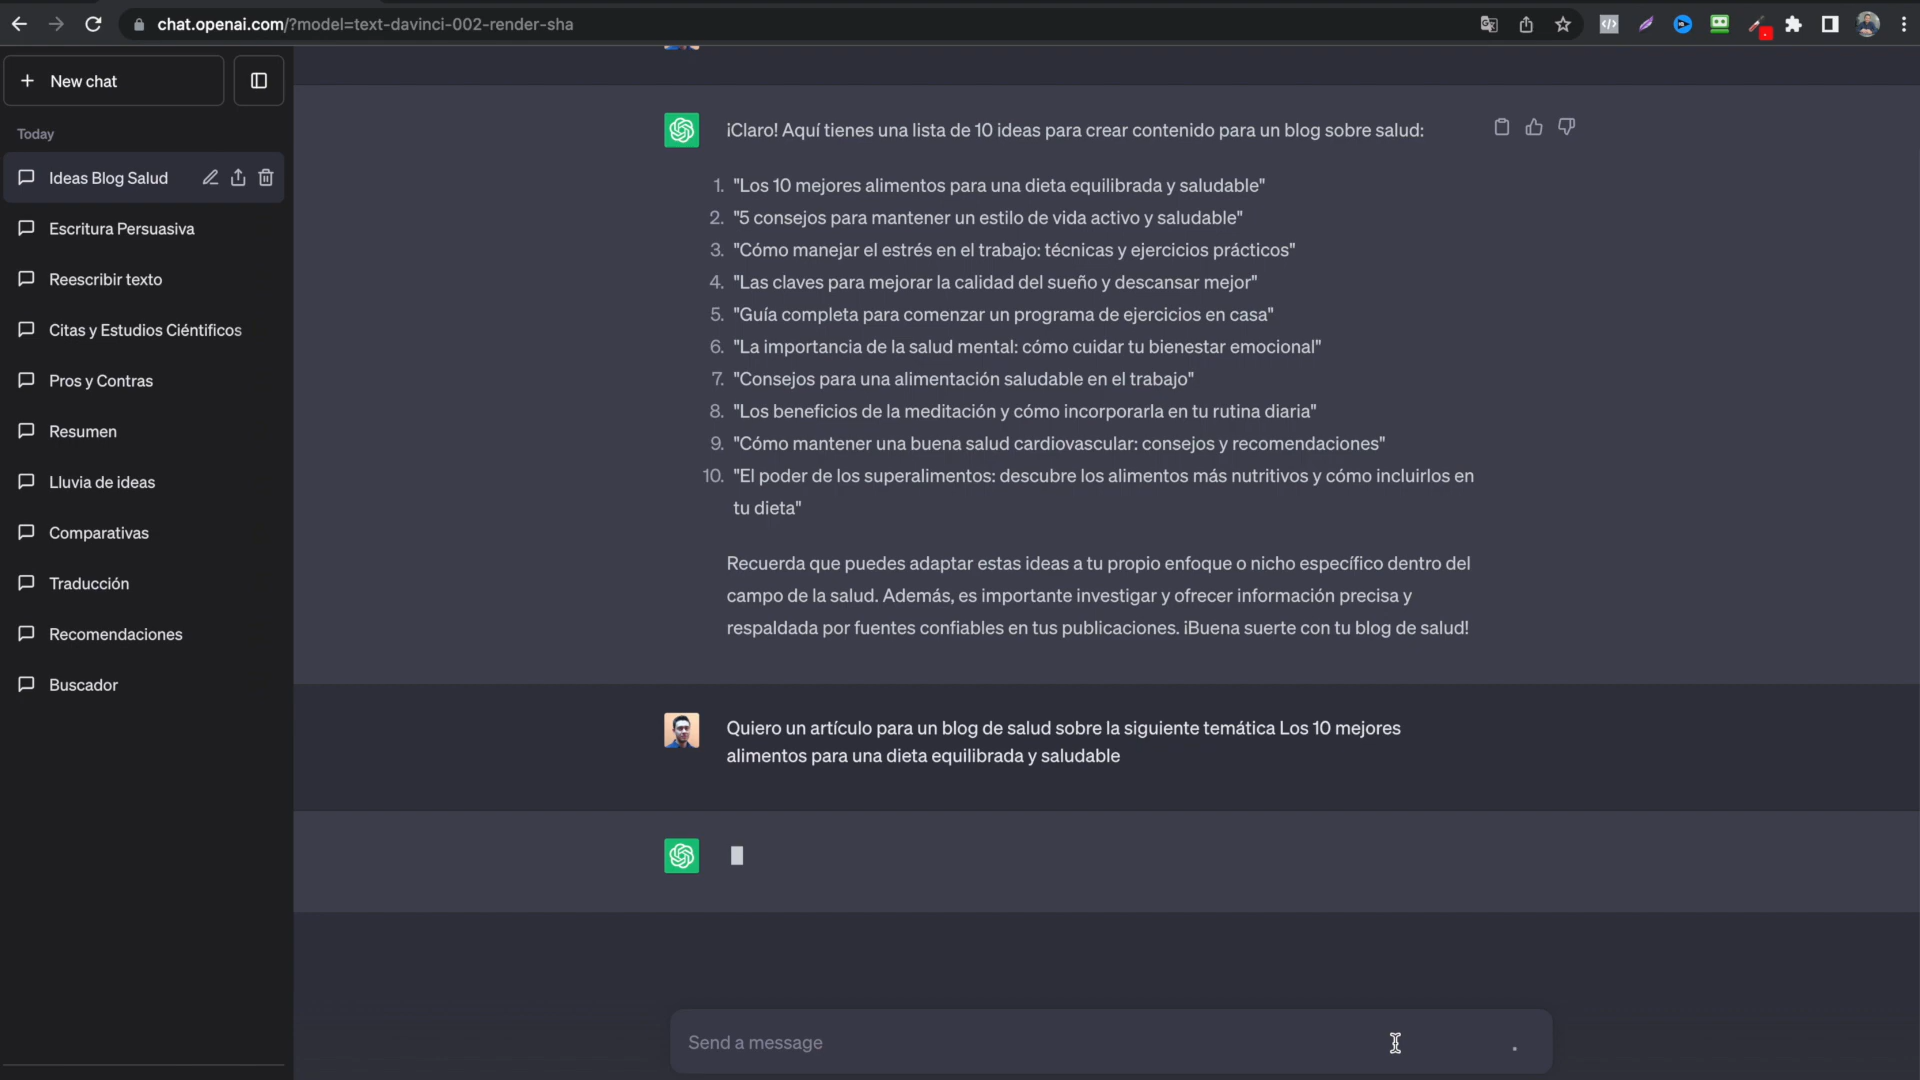 chat.openai.com/?model=text-davinci-002-render-sha
New chat
Today
Ideas Blog Salud
Escritura Persuasiva
Reescribir texto
Citas y Estudios Ciéntificos
Pros y Contras
Resumen
Lluvia de ideas
Comparativas
Traducción
Recomendaciones
Buscador
¡Claro! Aquí tienes una lista de 10 ideas para crear contenido para un blog sobre salud:
1. "Los 10 mejores alimentos para una dieta equilibrada y saludable"
2. "5 consejos para mantener un estilo de vida activo y saludable"
3. "Cómo manejar el estrés en el trabajo: técnicas y ejercicios prácticos"
4. "Las claves para mejorar la calidad del sueño y descansar mejor"
5. "Guía completa para comenzar un programa de ejercicios en casa"
6. "La importancia de la salud mental: cómo cuidar tu bienestar emocional"
7. "Consejos para una alimentación saludable en el trabajo"
8. "Los beneficios de la meditación y cómo incorporarla en tu rutina diaria"
9. "Cómo mantener una buena salud cardiovascular: consejos y recomendaciones"
10. "El poder de los superalimentos: descubre los alimentos más nutritivos y cómo incluirlos en
tu dieta"
Recuerda que puedes adaptar estas ideas a tu propio enfoque o nicho específico dentro del
campo de la salud. Además, es importante investigar y ofrecer información precisa y
respaldada por fuentes confiables en tus publicaciones. ¡Buena suerte con tu blog de salud!
Quiero un artículo para un blog de salud sobre la siguiente temática Los 10 mejores
alimentos para una dieta equilibrada y saludable
Send a message